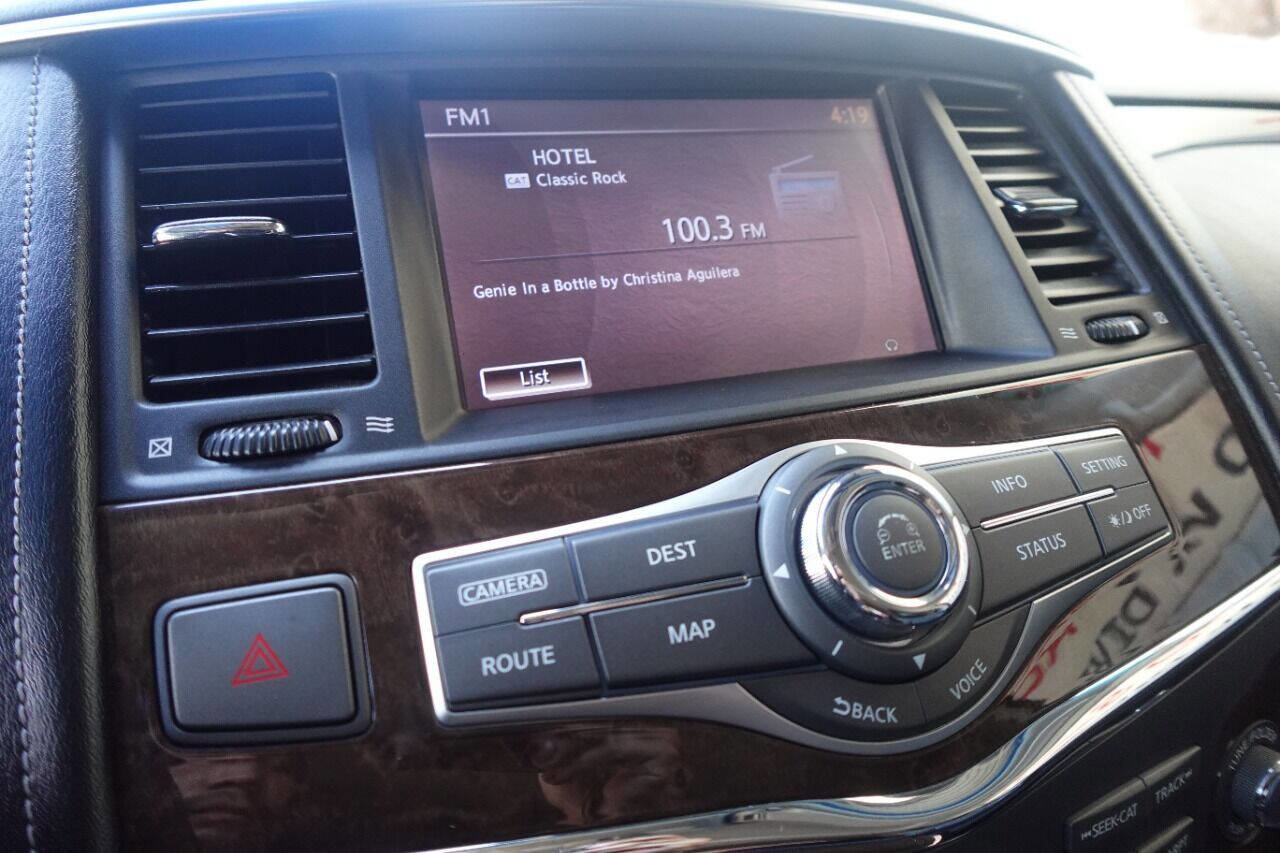 FM1 4:19
HOTEL
CAT Classic Rock
100.3 FM
Genie In a Bottle by Christina Aguilera
List
INFO
SETTING
STATUS
OFF
ENTER
DEST
CAMERA
MAP
ROUTE
BACK
VOICE
SEEK·CAT
TRACK
TUNE